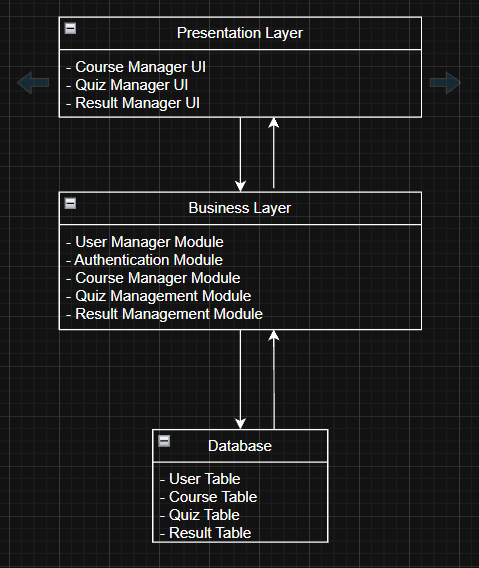 Presentation Layer
- Course Manager UI
- Quiz Manager UI
- Result Manager UI
Business Layer
- User Manager Module
- Authentication Module
- Course Manager Module
- Quiz Management Module
- Result Management Module
Database
- User Table
- Course Table
- Quiz Table
- Result Table